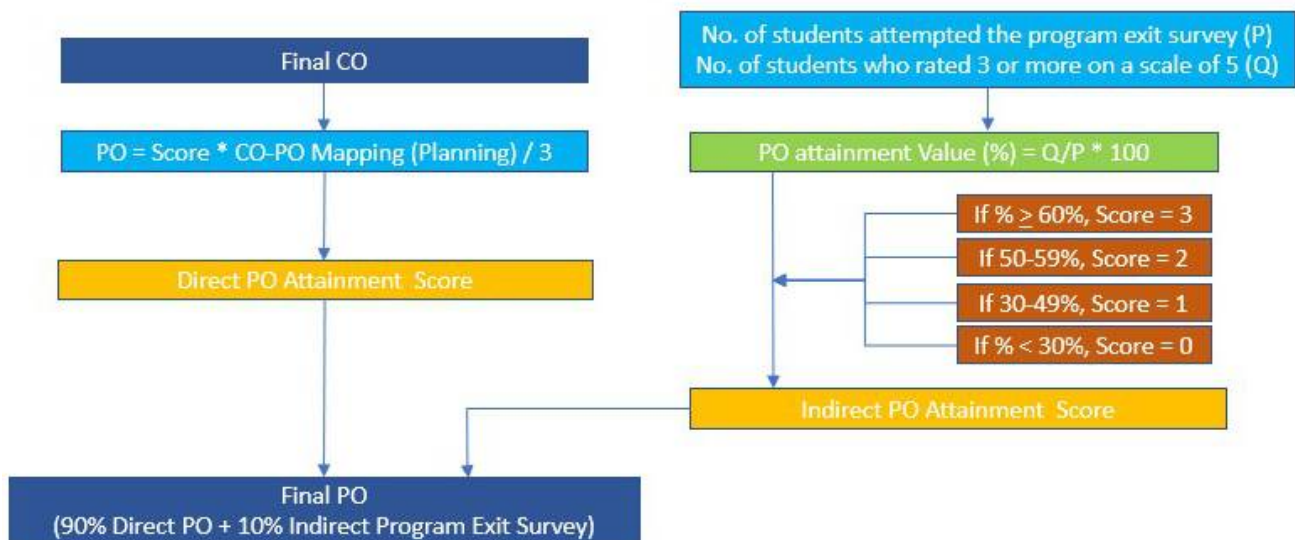 Final CO
PO = Score * CO-PO Mapping (Planning) / 3
Direct PO Attainment Score
No. of students attempted the program exit survey (P)
No. of students who rated 3 or more on a scale of 5 (Q)
PO attainment Value (%) = Q/P * 100
If % ≥ 60%, Score = 3
If 50-59%, Score = 2
If 30-49%, Score = 1
If % < 30%, Score = 0
Indirect PO Attainment Score
Final PO
(90% Direct PO + 10% Indirect Program Exit Survey)